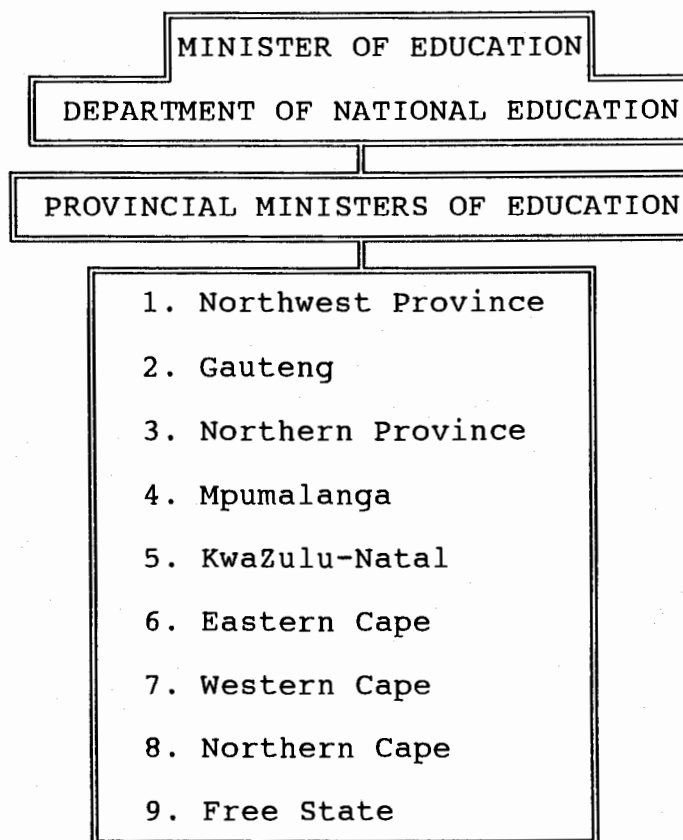 MINISTER OF EDUCATION
DEPARTMENT OF NATIONAL EDUCATION
PROVINCIAL MINISTERS OF EDUCATION
1. Northwest Province
2. Gauteng
3. Northern Province
4. Mpumalanga
5. KwaZulu-Natal
6. Eastern Cape
7. Western Cape
8. Northern Cape
9. Free State